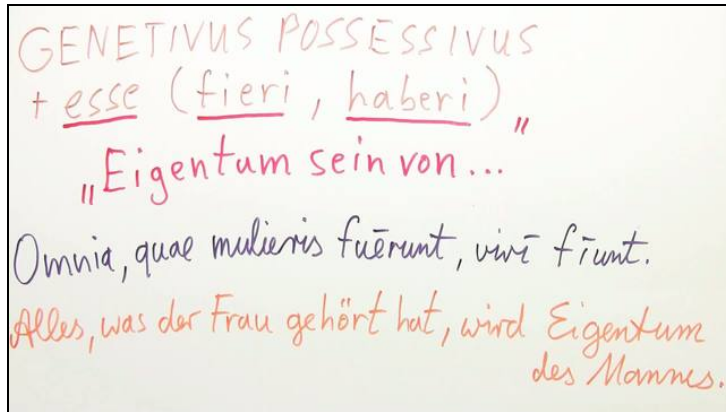 GENETIVUS POSSESSIVUS
+ esse (fieri, haberi)
„Eigentum sein von..."
Omnia, quae mulieris fuērunt, virī fīunt.
Alles, was der Frau gehört hat, wird Eigentum
des Mannes.